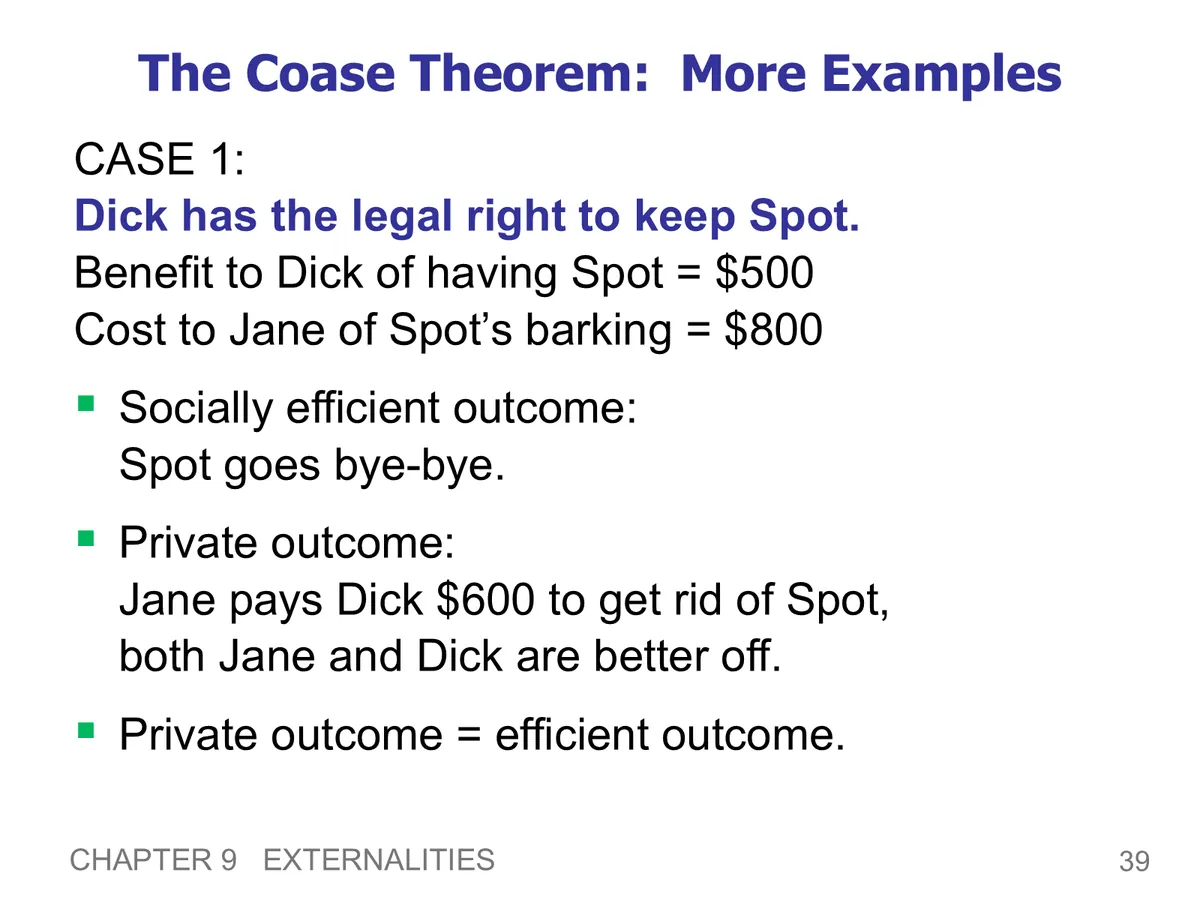 The Coase Theorem:  More Examples
CASE 1:
Dick has the legal right to keep Spot.
Benefit to Dick of having Spot = $500
Cost to Jane of Spot’s barking = $800
Socially efficient outcome:
Spot goes bye-bye.
Private outcome:
Jane pays Dick $600 to get rid of Spot,
both Jane and Dick are better off.
Private outcome = efficient outcome.
CHAPTER 9   EXTERNALITIES
39